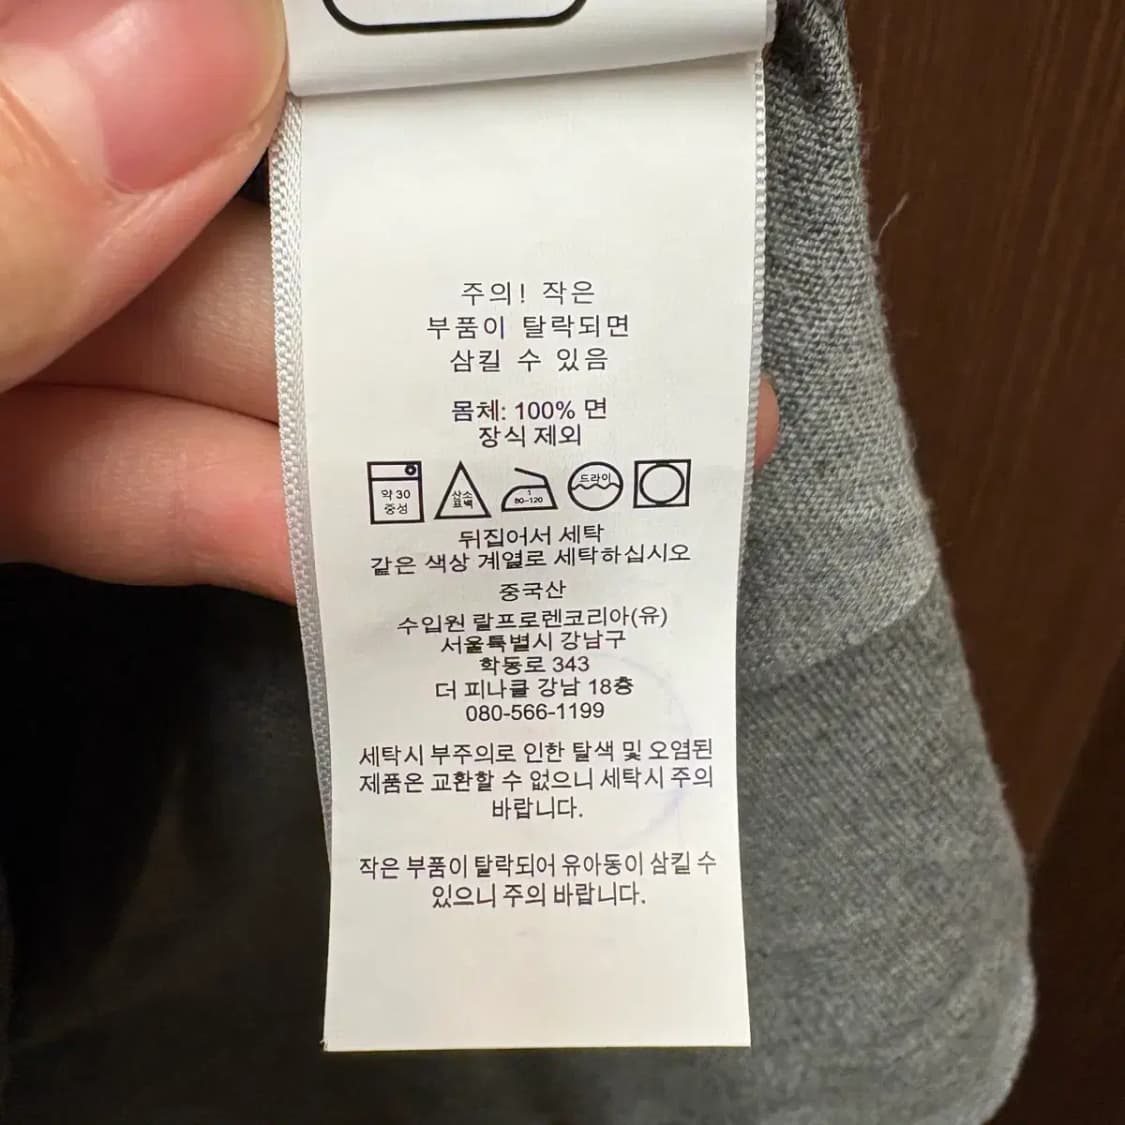 주의! 작은
부품이 탈락되면
삼킬 수 있음
몸체: 100% 면
장식 제외
약 30
중성
산소
표백
1
80-120
드라이
뒤집어서 세탁
같은 색상 계열로 세탁하십시오
중국산
수입원 랄프로렌코리아(유)
서울특별시 강남구
학동로 343
더 피나클 강남 18층
080-566-1199
세탁시 부주의로 인한 탈색 및 오염된
제품은 교환할 수 없으니 세탁시 주의
바랍니다.
작은 부품이 탈락되어 유아동이 삼킬 수
있으니 주의 바랍니다.